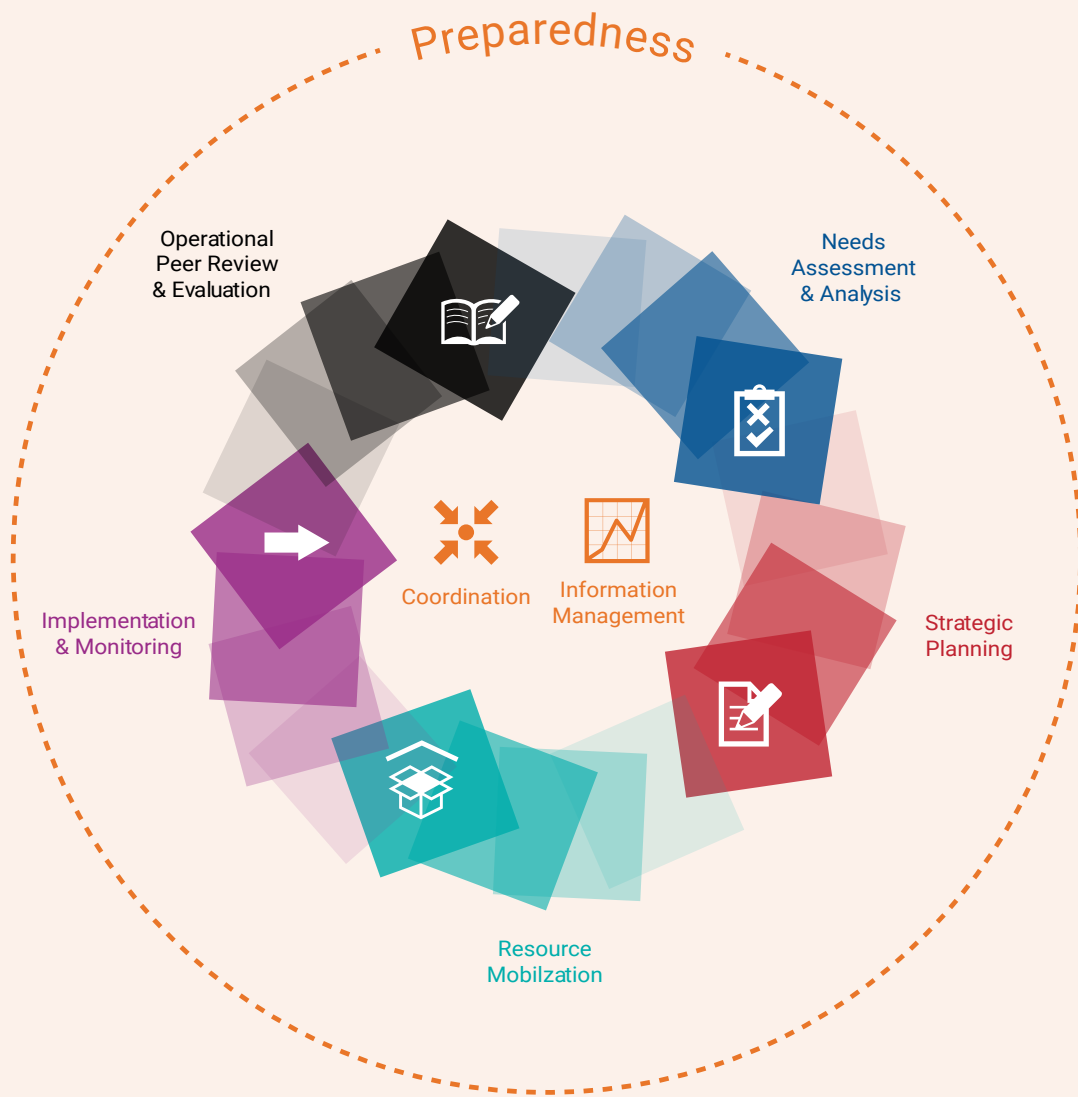 Preparedness
Operational
Peer Review
& Evaluation
Needs
Assessment
& Analysis
Coordination
Information
Management
Implementation
& Monitoring
Strategic
Planning
Resource
Mobilzation